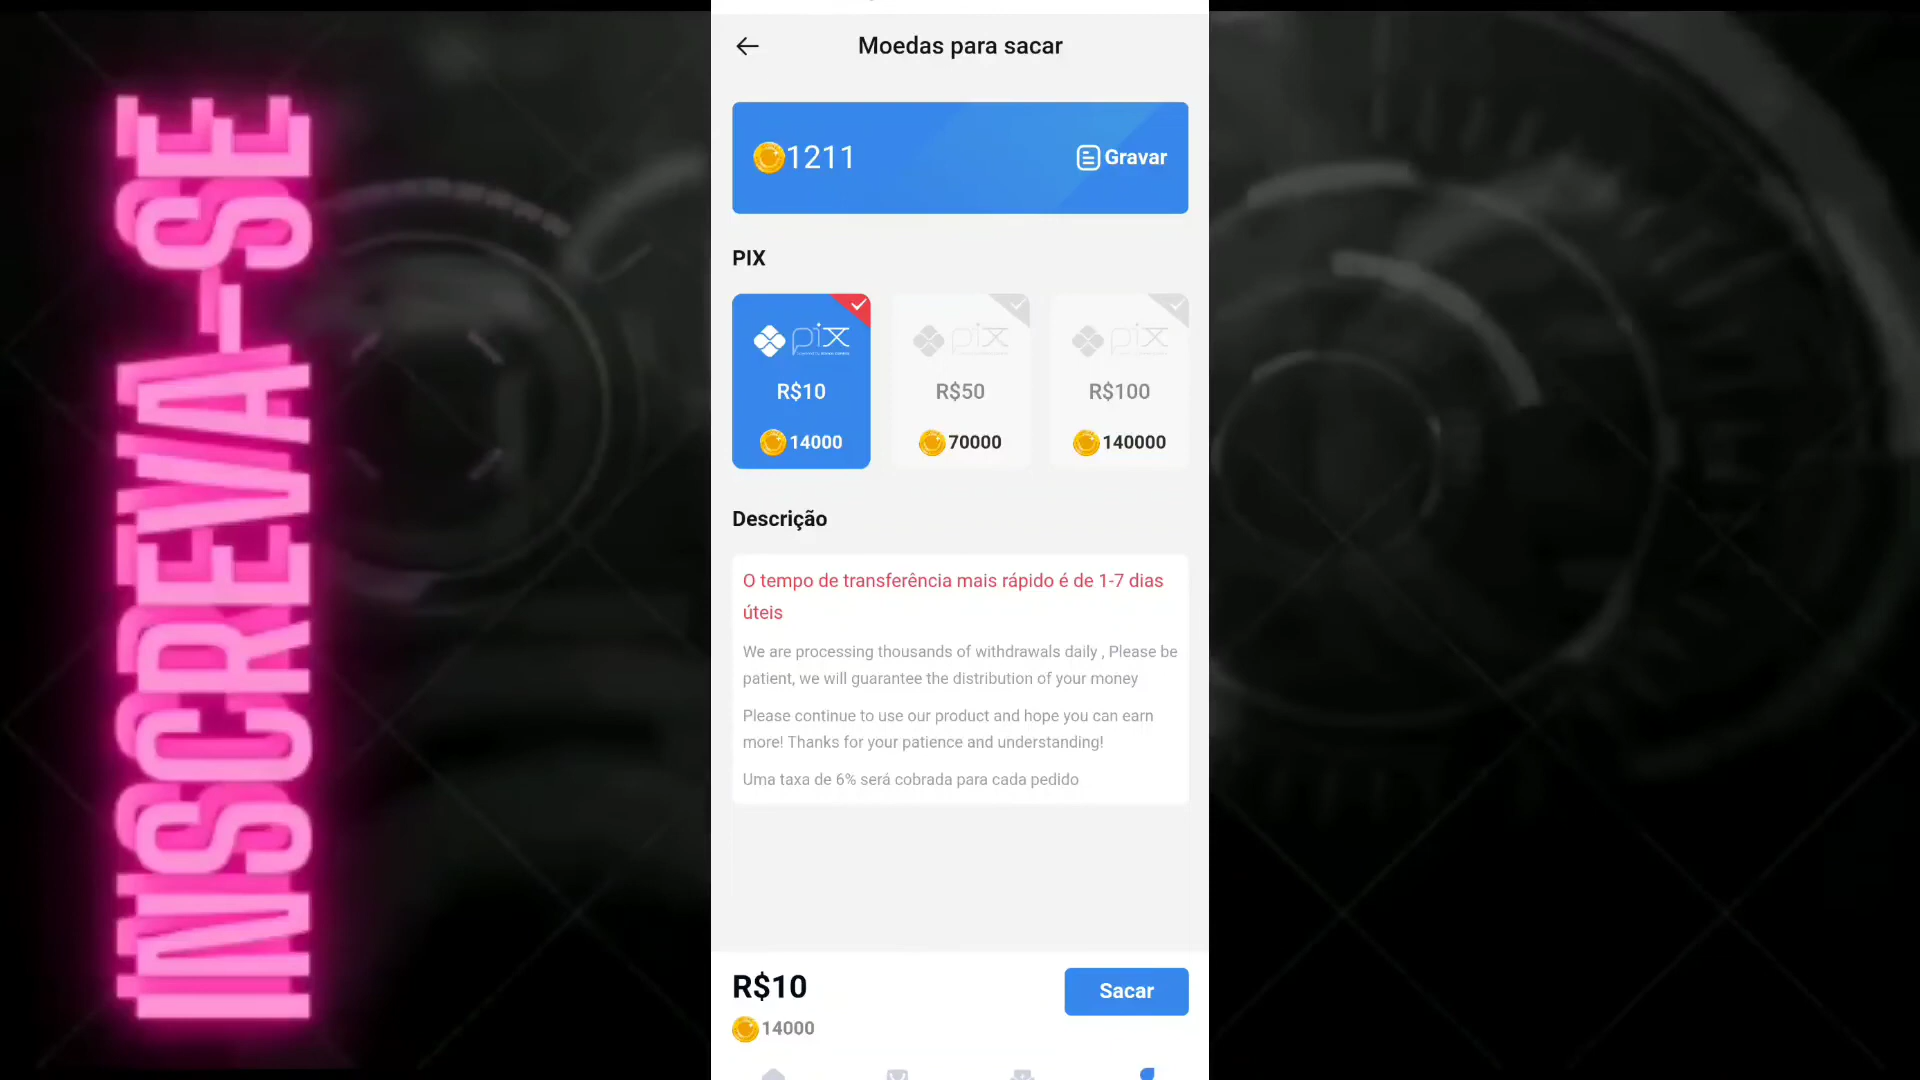 INSCREVA-SE
Moedas para sacar
1211
Gravar
PIX
pix
pix
pix
R$10
R$50
R$100
14000
70000
140000
Descrição
O tempo de transferência mais rápido é de 1-7 dias
úteis
We are processing thousands of withdrawals daily , Please be
patient, we will guarantee the distribution of your money
Please continue to use our product and hope you can earn
more! Thanks for your patience and understanding!
Uma taxa de 6% será cobrada para cada pedido
R$10
Sacar
14000